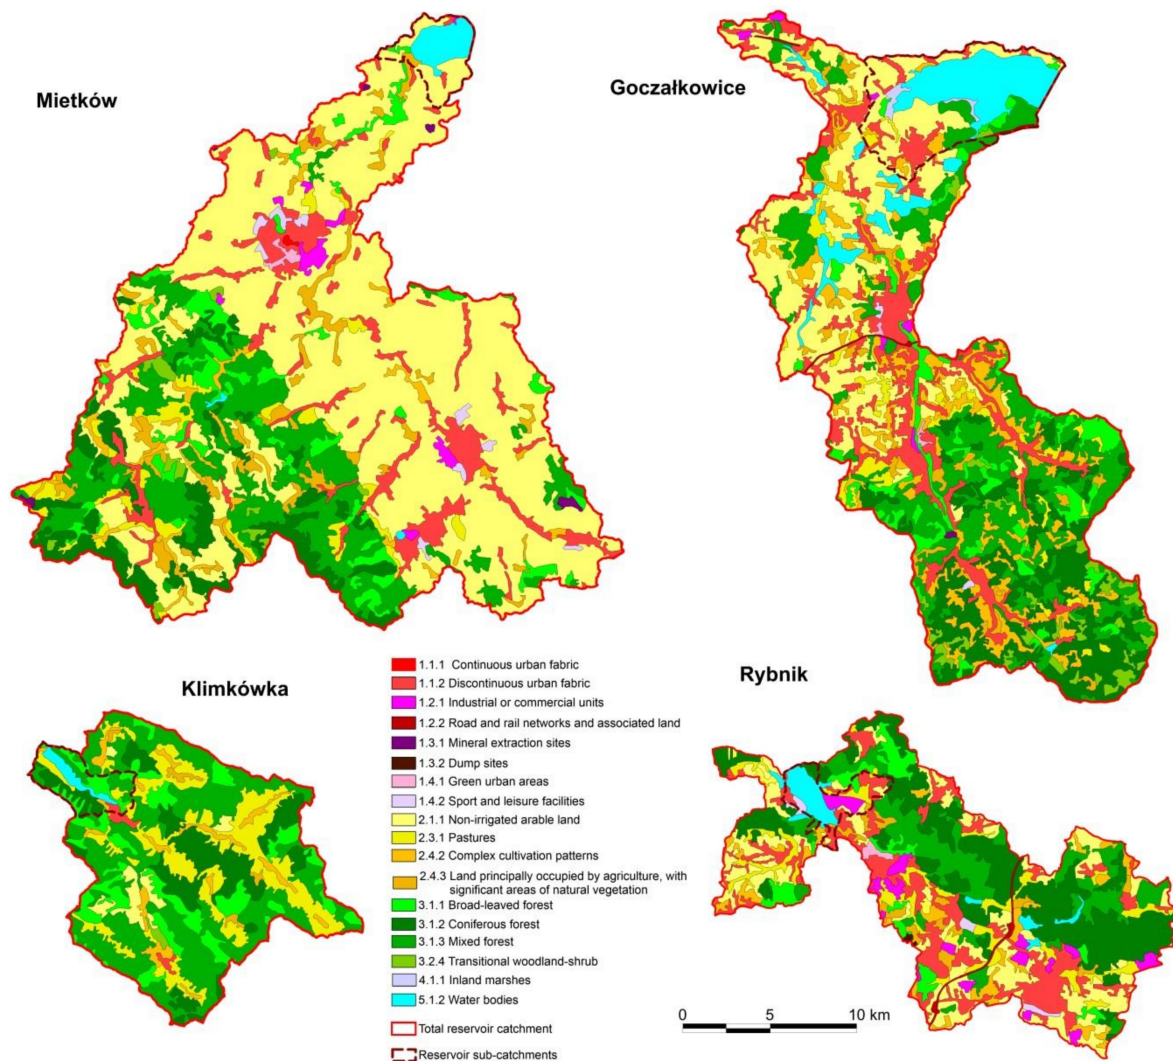 Mietków
Goczałkowice
Klimkówka
Rybnik
1.1.1 Continuous urban fabric
1.1.2 Discontinuous urban fabric
1.2.1 Industrial or commercial units
1.2.2 Road and rail networks and associated land
1.3.1 Mineral extraction sites
1.3.2 Dump sites
1.4.1 Green urban areas
1.4.2 Sport and leisure facilities
2.1.1 Non-irrigated arable land
2.3.1 Pastures
2.4.2 Complex cultivation patterns
2.4.3 Land principally occupied by agriculture, with
significant areas of natural vegetation
3.1.1 Broad-leaved forest
3.1.2 Coniferous forest
3.1.3 Mixed forest
3.2.4 Transitional woodland-shrub
4.1.1 Inland marshes
5.1.2 Water bodies
Total reservoir catchment
Reservoir sub-catchments
0 5 10 km